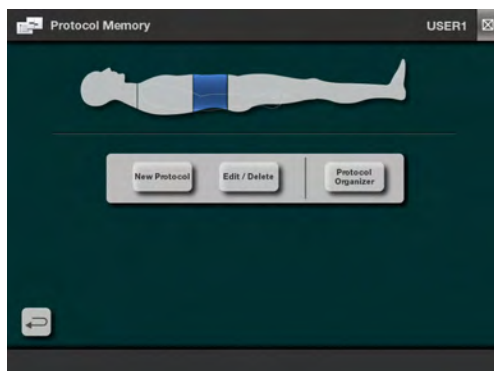 Protocol Memory
USER1
New Protocol
Edit / Delete
Protocol
Organizer